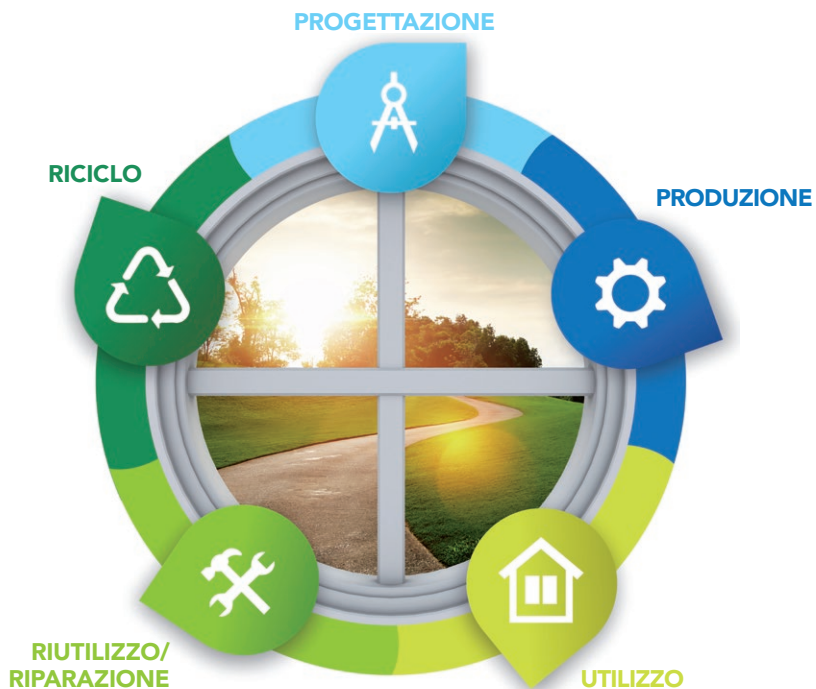 PROGETTAZIONE
RICICLO
PRODUZIONE
RIUTILIZZO/
RIPARAZIONE
UTILIZZO